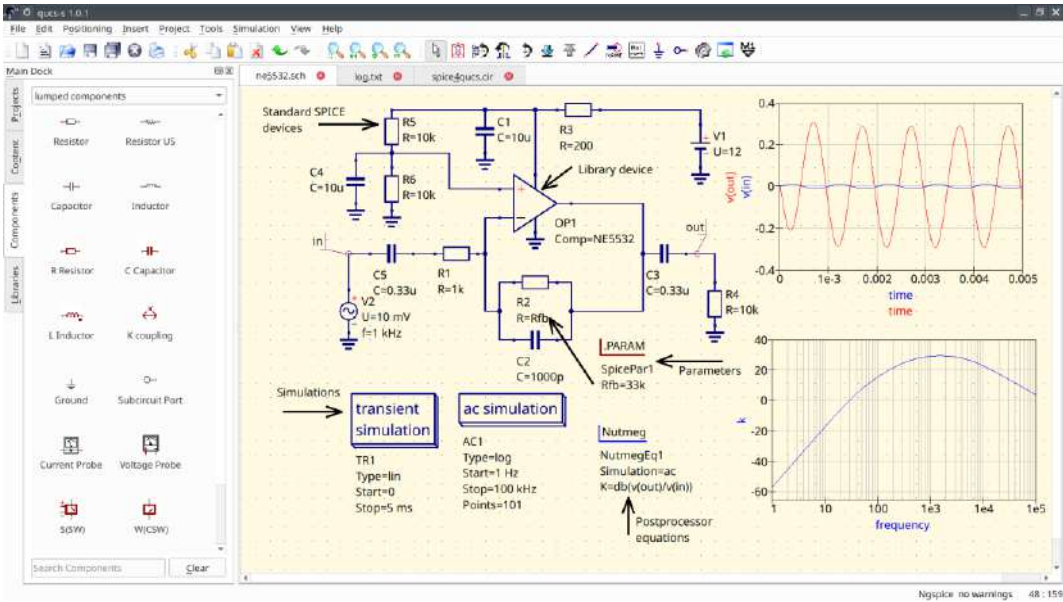 qucs-s 1.0.1
File Edit Positioning Insert Project Tools Simulation View Help
Main Dock
Projects
Content
Components
Libraries
lumped components
Resistor Resistor US
Capacitor Inductor
R Resistor C Capacitor
L Inductor K coupling
Ground Subcircuit Port
Current Probe Voltage Probe
S(SW) W(CSW)
Search Components Clear
ne5532.sch log.txt spice4qucs.cir
Standard SPICE
devices
R5
R=10k
C1
C=10u
R3
R=200
V1
U=12
Library device
C4
C=10u
R6
R=10k
OP1
Comp=NE5532
in
out
C5
C=0.33u
R1
R=1k
C3
C=0.33u
R4
R=10k
V2
U=10 mV
f=1 kHz
R2
R=Rfb
C2
C=1000p
.PARAM
SpicePar1
Rfb=33k
Parameters
Simulations
transient
simulation
TR1
Type=lin
Start=0
Stop=5 ms
ac simulation
AC1
Type=log
Start=1 Hz
Stop=100 kHz
Points=101
Nutmeg
NutmegEq1
Simulation=ac
K=db(v(out)/v(in))
Postprocessor
equations
0.4
0.2
0
-0.2
-0.4
v(out)
v(in)
0 1e-3 0.002 0.003 0.004 0.005
time
time
40
20
0
-20
-40
-60
k
1 10 100 1e3 1e4 1e5
frequency
Ngspice no warnings 48 : 159